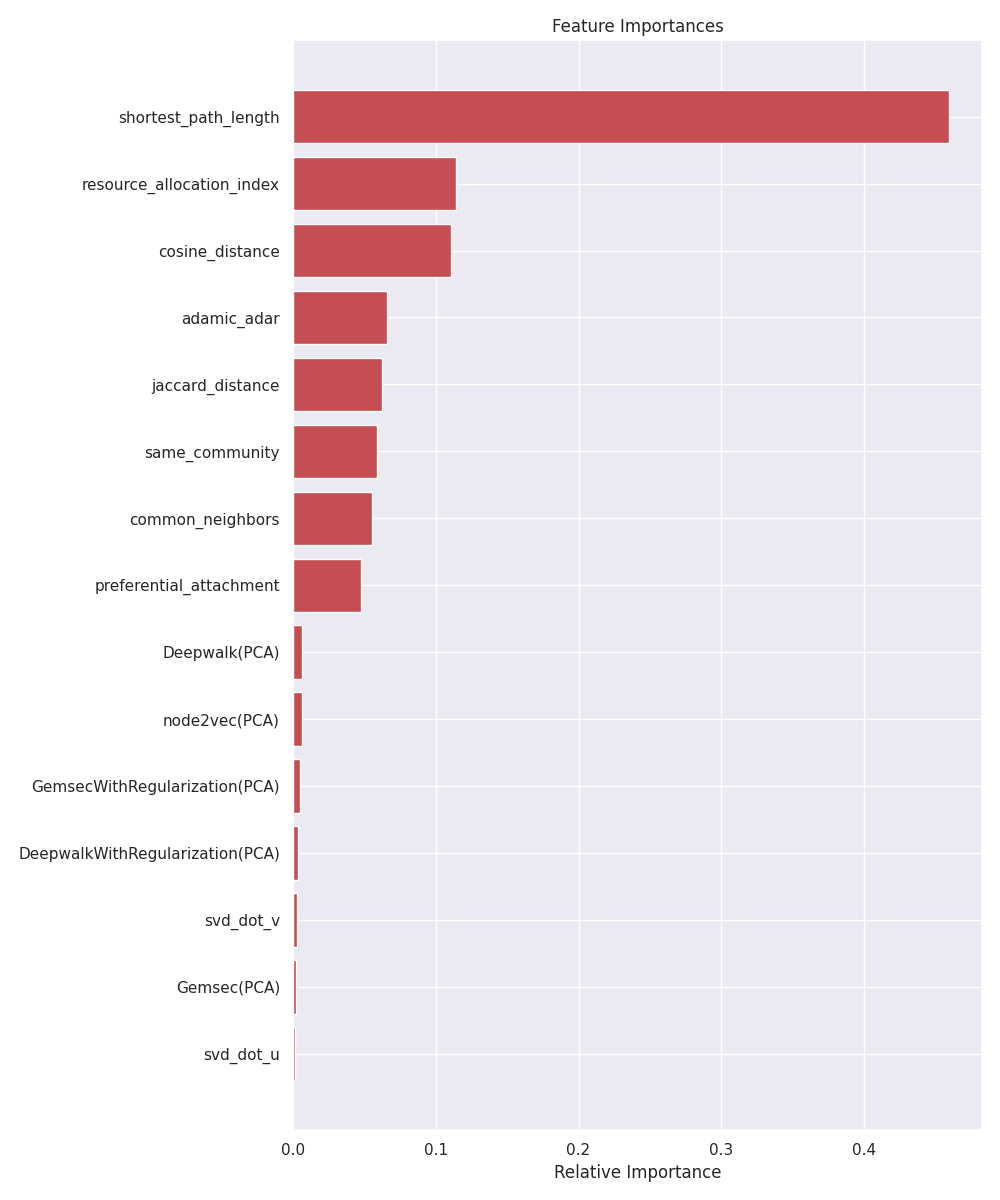 Feature Importances
shortest_path_length
resource_allocation_index
cosine_distance
adamic_adar
jaccard_distance
same_community
common_neighbors
preferential_attachment
Deepwalk(PCA)
node2vec(PCA)
GemsecWithRegularization(PCA)
DeepwalkWithRegularization(PCA)
svd_dot_v
Gemsec(PCA)
svd_dot_u
0.0 0.1 0.2 0.3 0.4
Relative Importance